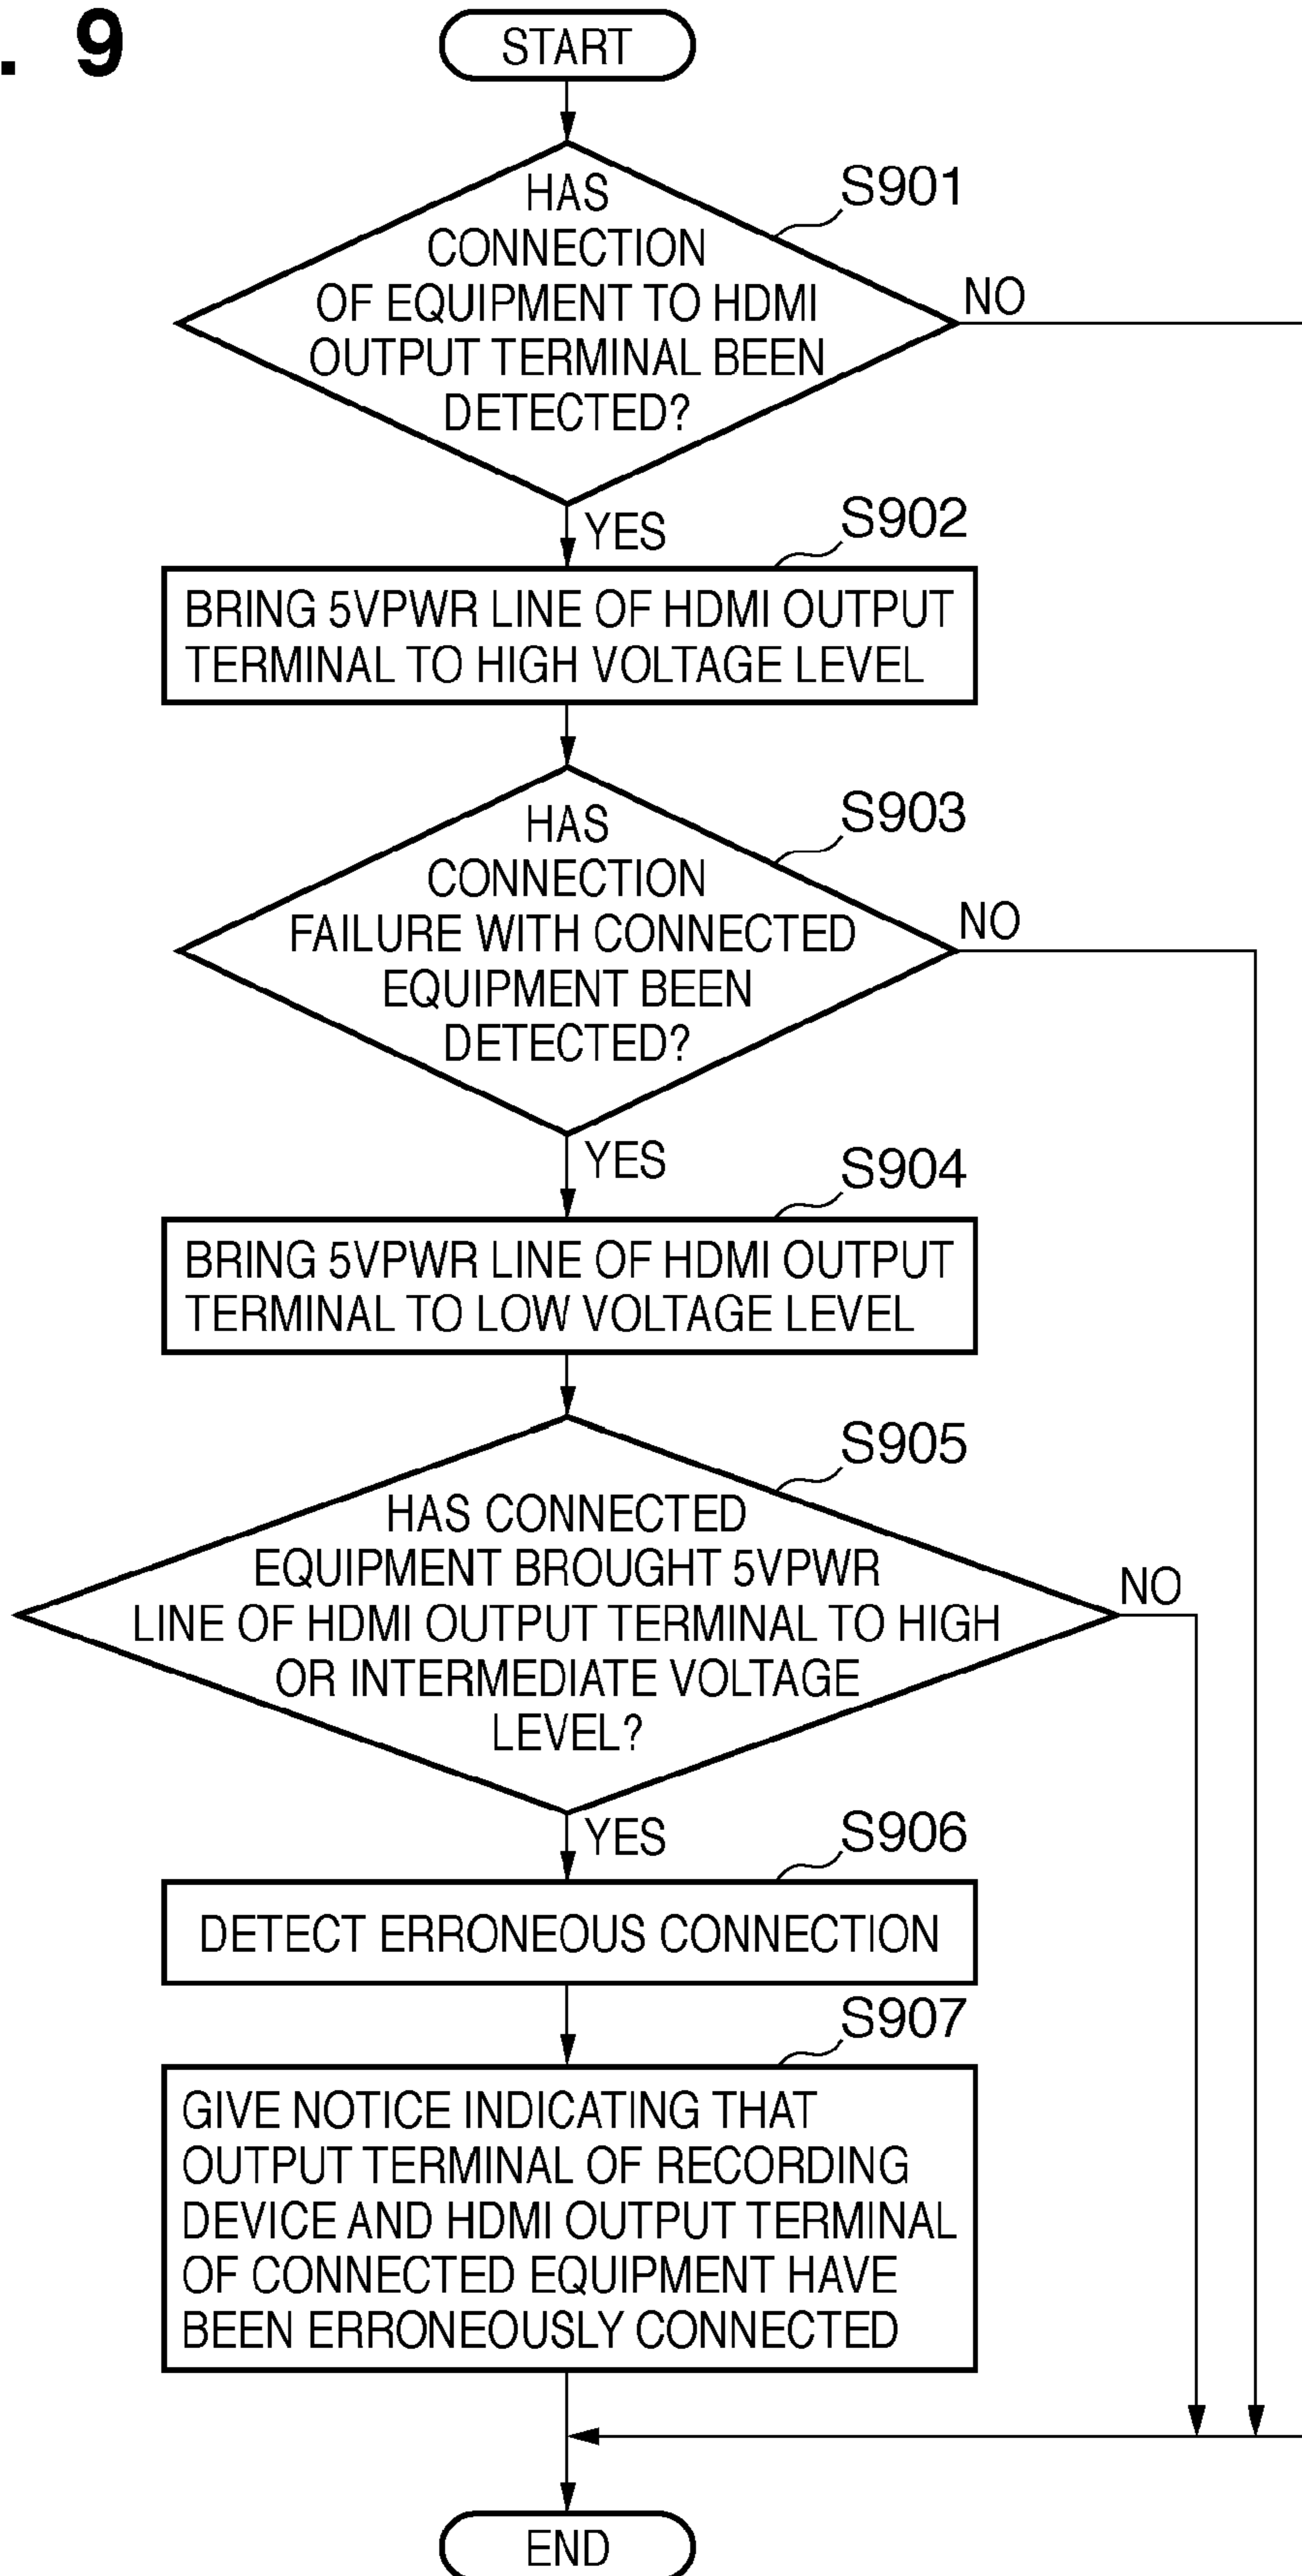 . 9
START
HAS
CONNECTION
OF EQUIPMENT TO HDMI
OUTPUT TERMINAL BEEN
DETECTED?
S901
NO
YES
S902
BRING 5VPWR LINE OF HDMI OUTPUT
TERMINAL TO HIGH VOLTAGE LEVEL
HAS
CONNECTION
FAILURE WITH CONNECTED
EQUIPMENT BEEN
DETECTED?
S903
NO
YES
S904
BRING 5VPWR LINE OF HDMI OUTPUT
TERMINAL TO LOW VOLTAGE LEVEL
S905
HAS CONNECTED
EQUIPMENT BROUGHT 5VPWR
LINE OF HDMI OUTPUT TERMINAL TO HIGH
OR INTERMEDIATE VOLTAGE
LEVEL?
NO
YES
S906
DETECT ERRONEOUS CONNECTION
S907
GIVE NOTICE INDICATING THAT
OUTPUT TERMINAL OF RECORDING
DEVICE AND HDMI OUTPUT TERMINAL
OF CONNECTED EQUIPMENT HAVE
BEEN ERRONEOUSLY CONNECTED
END